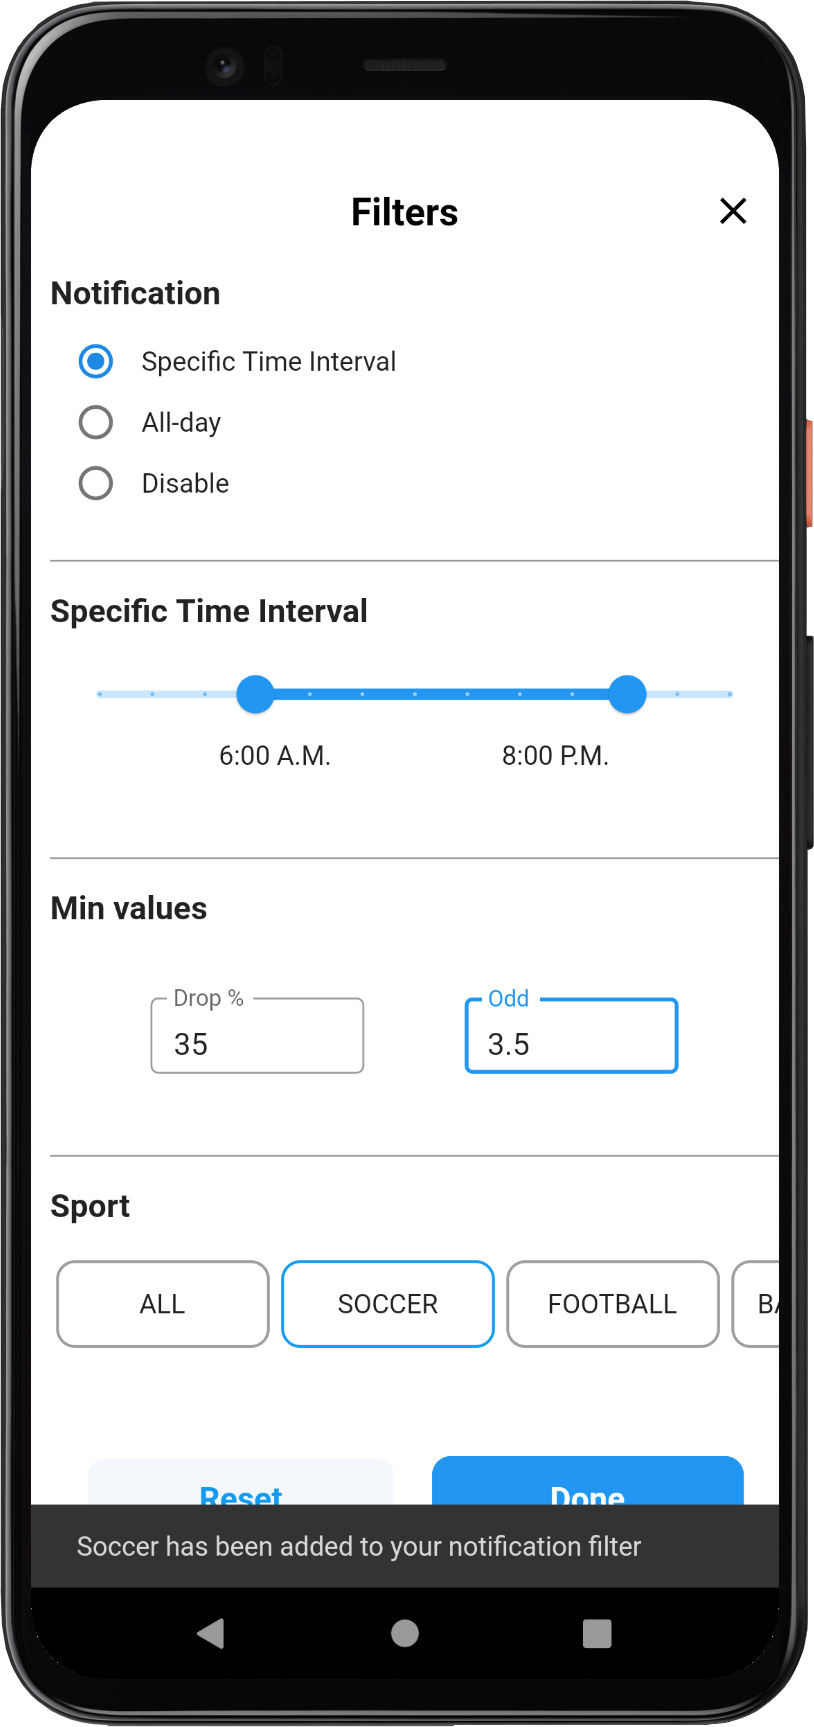 Filters
Notification
Specific Time Interval
All-day
Disable
Specific Time Interval
6:00 A.M. 8:00 P.M.
Min values
Drop % Odd
35 3.5
Sport
ALL SOCCER FOOTBALL BA
Reset Done
Soccer has been added to your notification filter